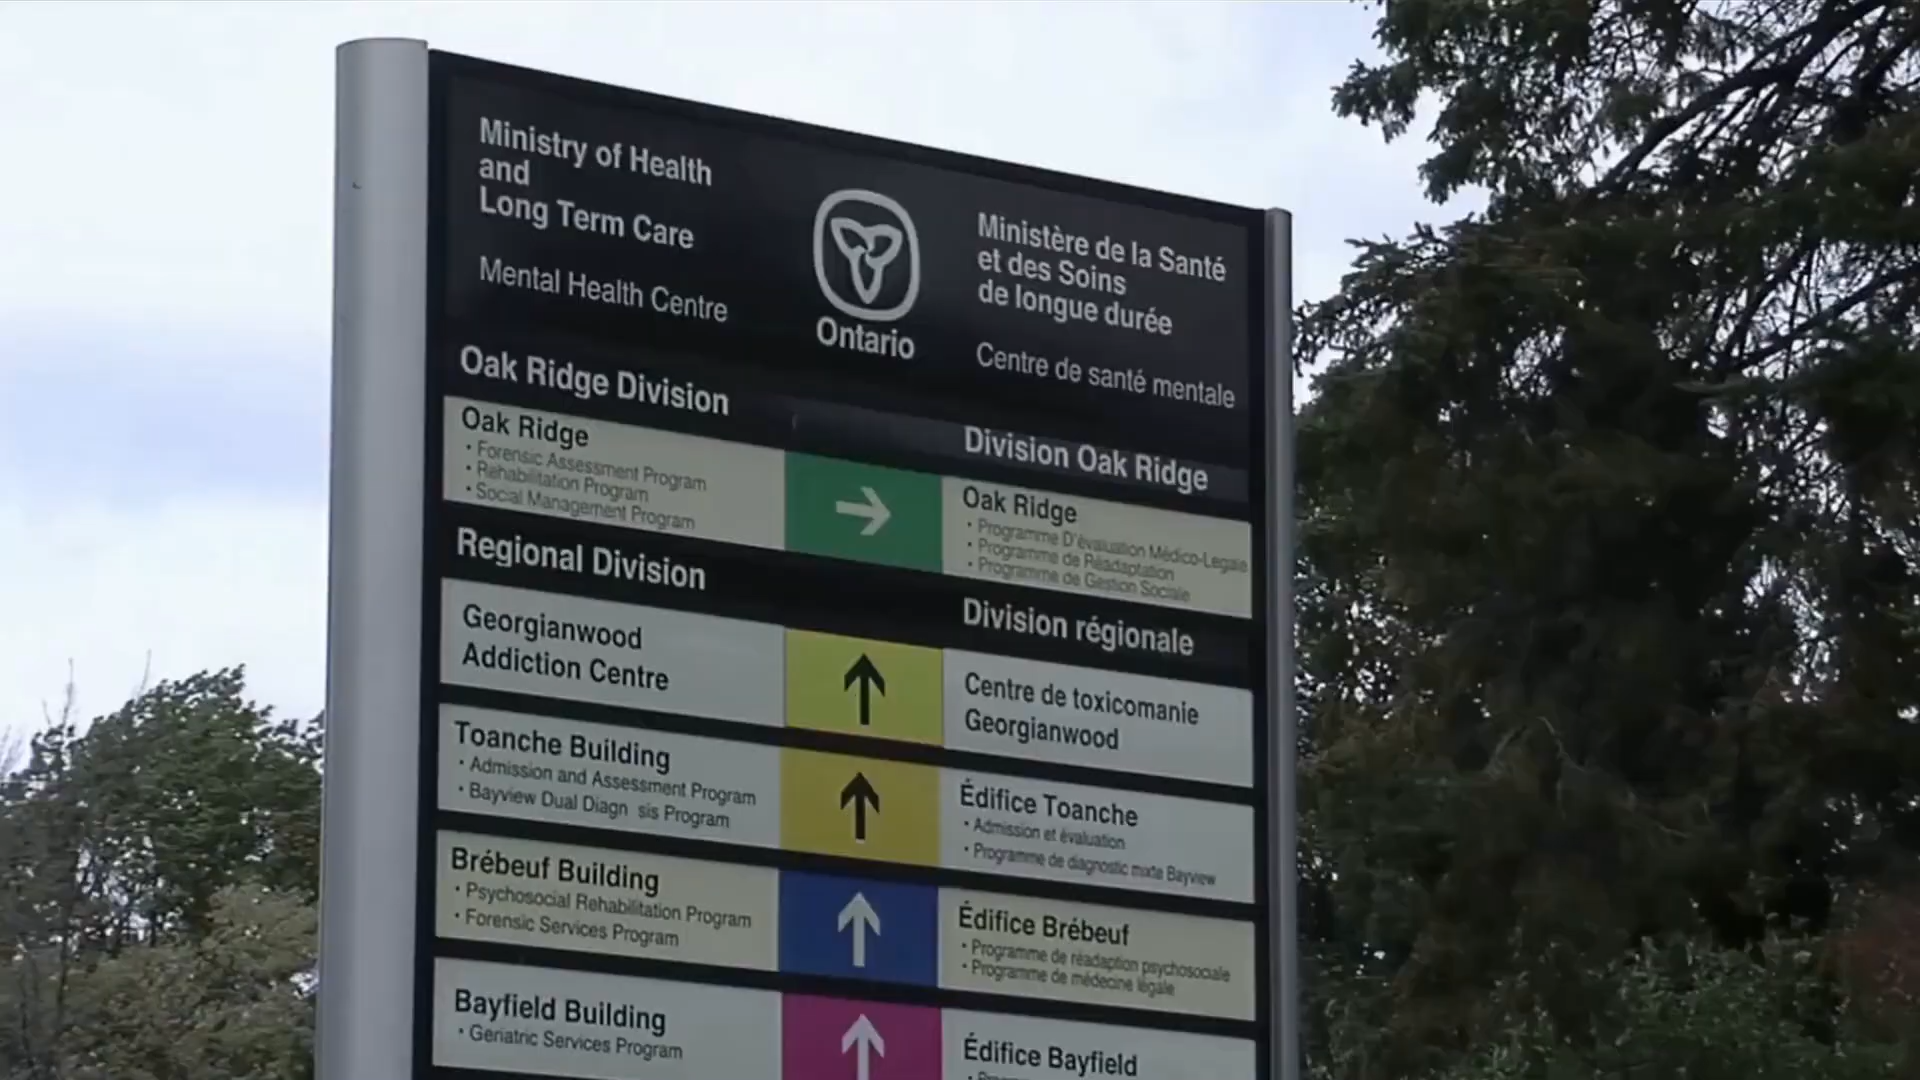 Ministry of Health
and
Long Term Care
Mental Health Centre
Ontario
Ministère de la Santé
et des Soins
de longue durée
Centre de santé mentale
Oak Ridge Division
Division Oak Ridge
Oak Ridge
• Forensic Assessment Program
• Rehabilitation Program
• Social Management Program
Oak Ridge
• Programme D'évaluation Médico-Legale
• Programme de Réadaptation
• Programme de Gestion Sociale
Regional Division
Division régionale
Georgianwood
Addiction Centre
Centre de toxicomanie
Georgianwood
Toanche Building
• Admission and Assessment Program
• Bayview Dual Diagn sis Program
Édifice Toanche
• Admission et évaluation
• Programme de diagnostic mixte Bayview
Brébeuf Building
• Psychosocial Rehabilitation Program
• Forensic Services Program
Édifice Brébeuf
• Programme de réadaption psychosociale
• Programme de médecine légale
Bayfield Building
• Geriatric Services Program
Édifice Bayfield